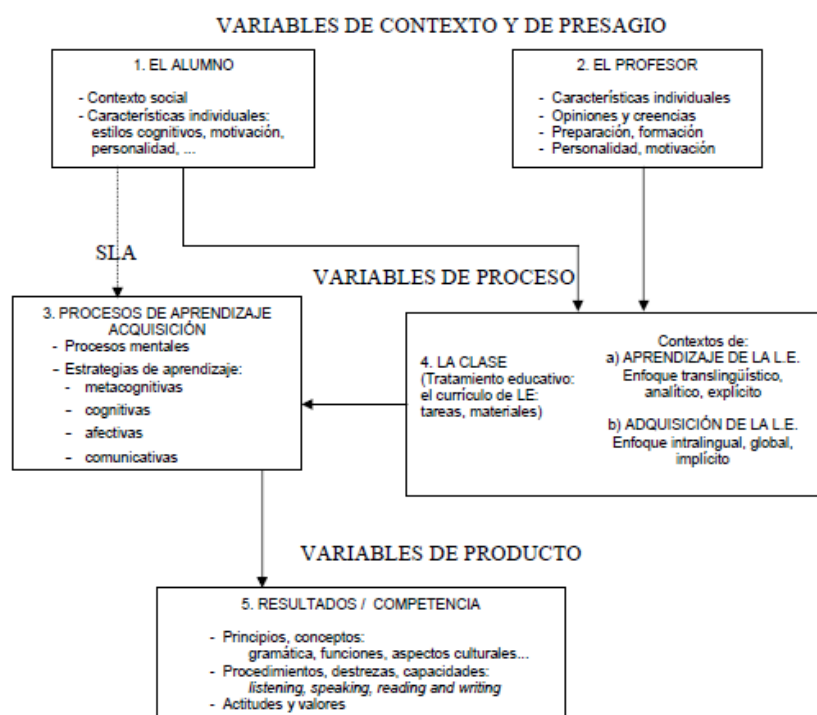 VARIABLES DE CONTEXTO Y DE PRESAGIO
1. EL ALUMNO
- Contexto social
- Características individuales:
estilos cognitivos, motivación,
personalidad, ...
2. EL PROFESOR
- Características individuales
- Opiniones y creencias
- Preparación, formación
- Personalidad, motivación
SLA
VARIABLES DE PROCESO
3. PROCESOS DE APRENDIZAJE
ACQUISICIÓN
- Procesos mentales
- Estrategias de aprendizaje:
- metacognitivas
- cognitivas
- afectivas
- comunicativas
4. LA CLASE
(Tratamiento educativo:
el currículo de LE:
tareas, materiales)
Contextos de:
a) APRENDIZAJE DE LA L.E.
Enfoque translingüístico,
analítico, explícito
b) ADQUISICIÓN DE LA L.E.
Enfoque intralingual, global,
implícito
VARIABLES DE PRODUCTO
5. RESULTADOS / COMPETENCIA
- Principios, conceptos:
gramática, funciones, aspectos culturales...
- Procedimientos, destrezas, capacidades:
listening, speaking, reading and writing
- Actitudes y valores